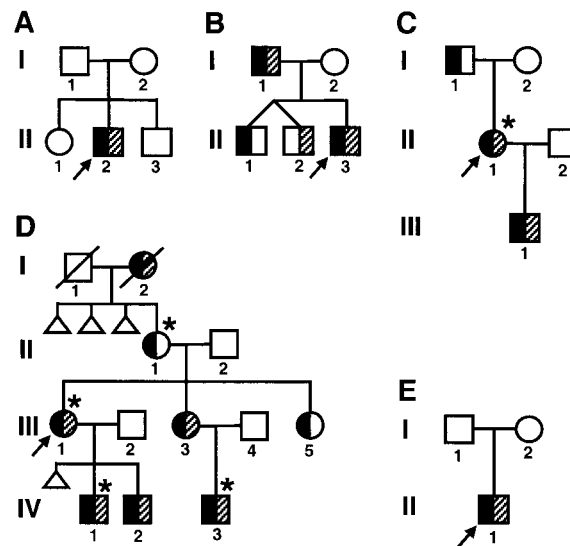 A B C
I 1 2 I 1 2 I 1 2
II 1 2 3 II 1 2 3 II 1 * 2
III 1
D
I 1 2
II 1 * 2
III 1 * 2 3 4 5
IV 1 * 2 3 *
E
I 1 2
II 1